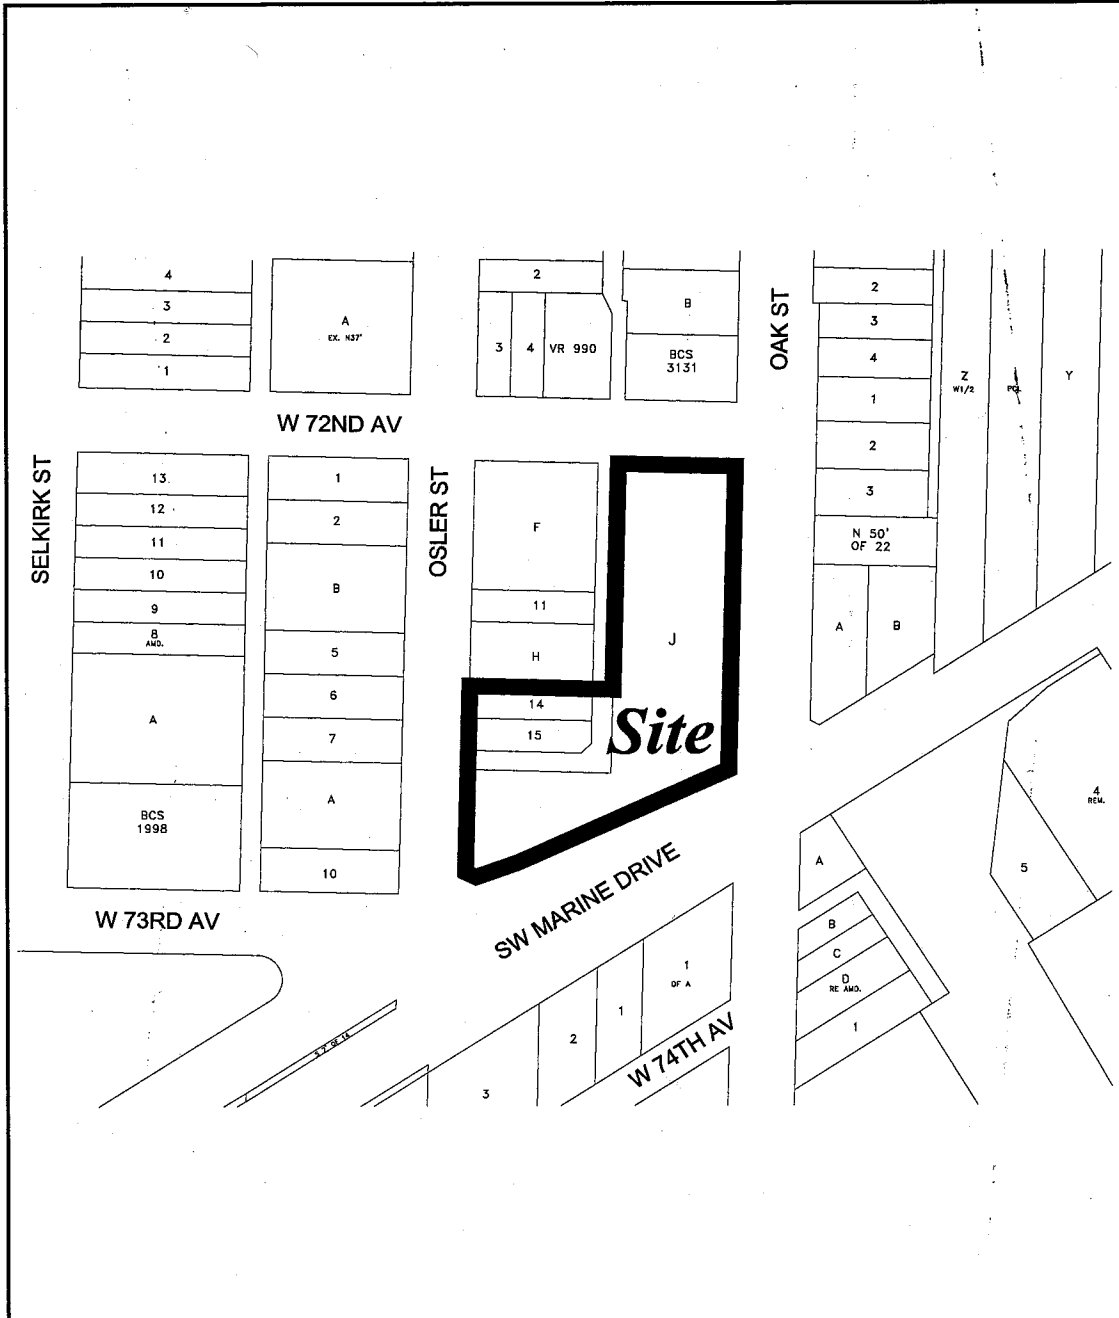 4
3
2
1
A
EX. N37'
2
3
4
VR 990
B
BCS
3131
OAK ST
2
3
4
1
2
3
N 50'
OF 22
A
B
Z
W1/2
PCL
Y
W 72ND AV
SELKIRK ST
13
12
11
10
9
8
AMD.
A
BCS
1998
1
2
B
5
6
7
A
10
OSLER ST
F
11
H
14
15
J
Site
W 73RD AV
SW MARINE DRIVE
W 74TH AV
3
2
1
1
OF A
A
B
C
D
RE AMD.
1
5
4
REM.